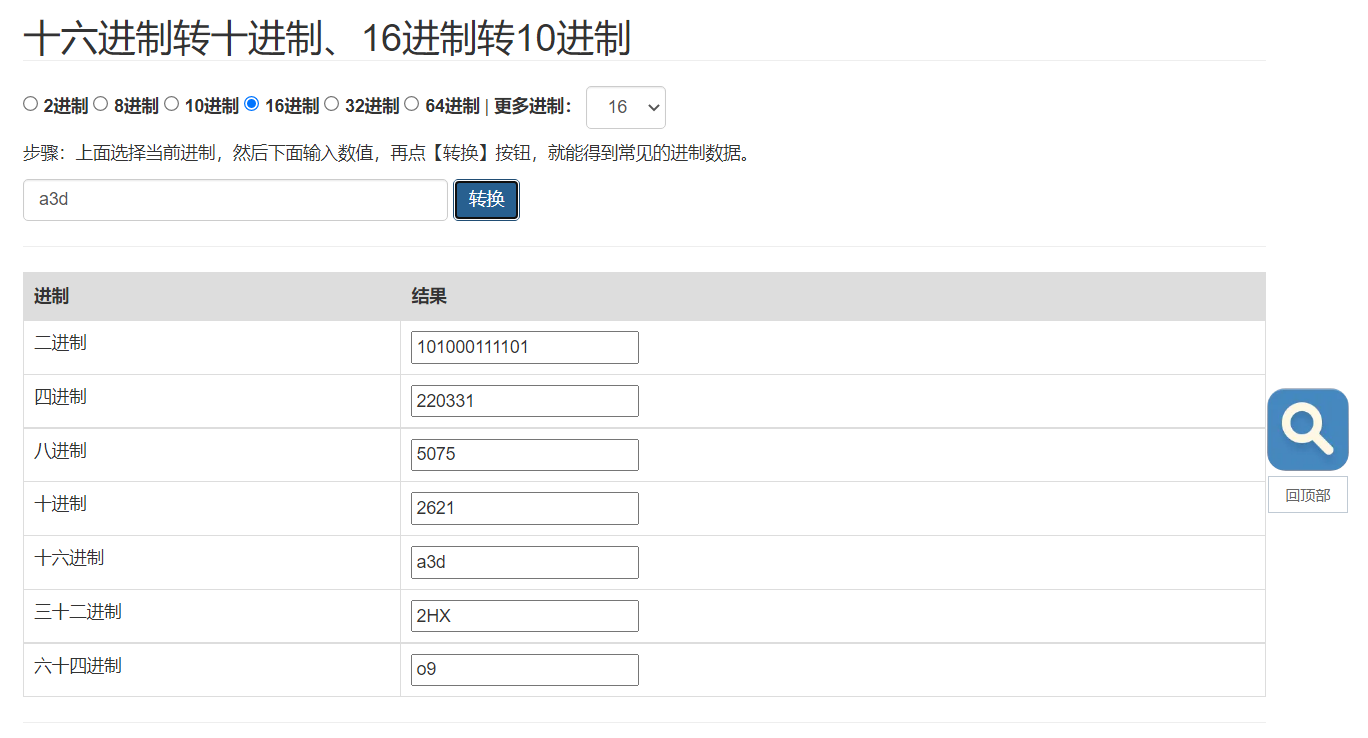 十六进制转十进制、16进制转10进制
2进制 8进制 10进制 16进制 32进制 64进制 | 更多进制： 16
步骤：上面选择当前进制，然后下面输入数值，再点【转换】按钮，就能得到常见的进制数据。
a3d 转换
进制 结果
二进制 101000111101
四进制 220331
八进制 5075
十进制 2621
十六进制 a3d
三十二进制 2HX
六十四进制 o9
回顶部